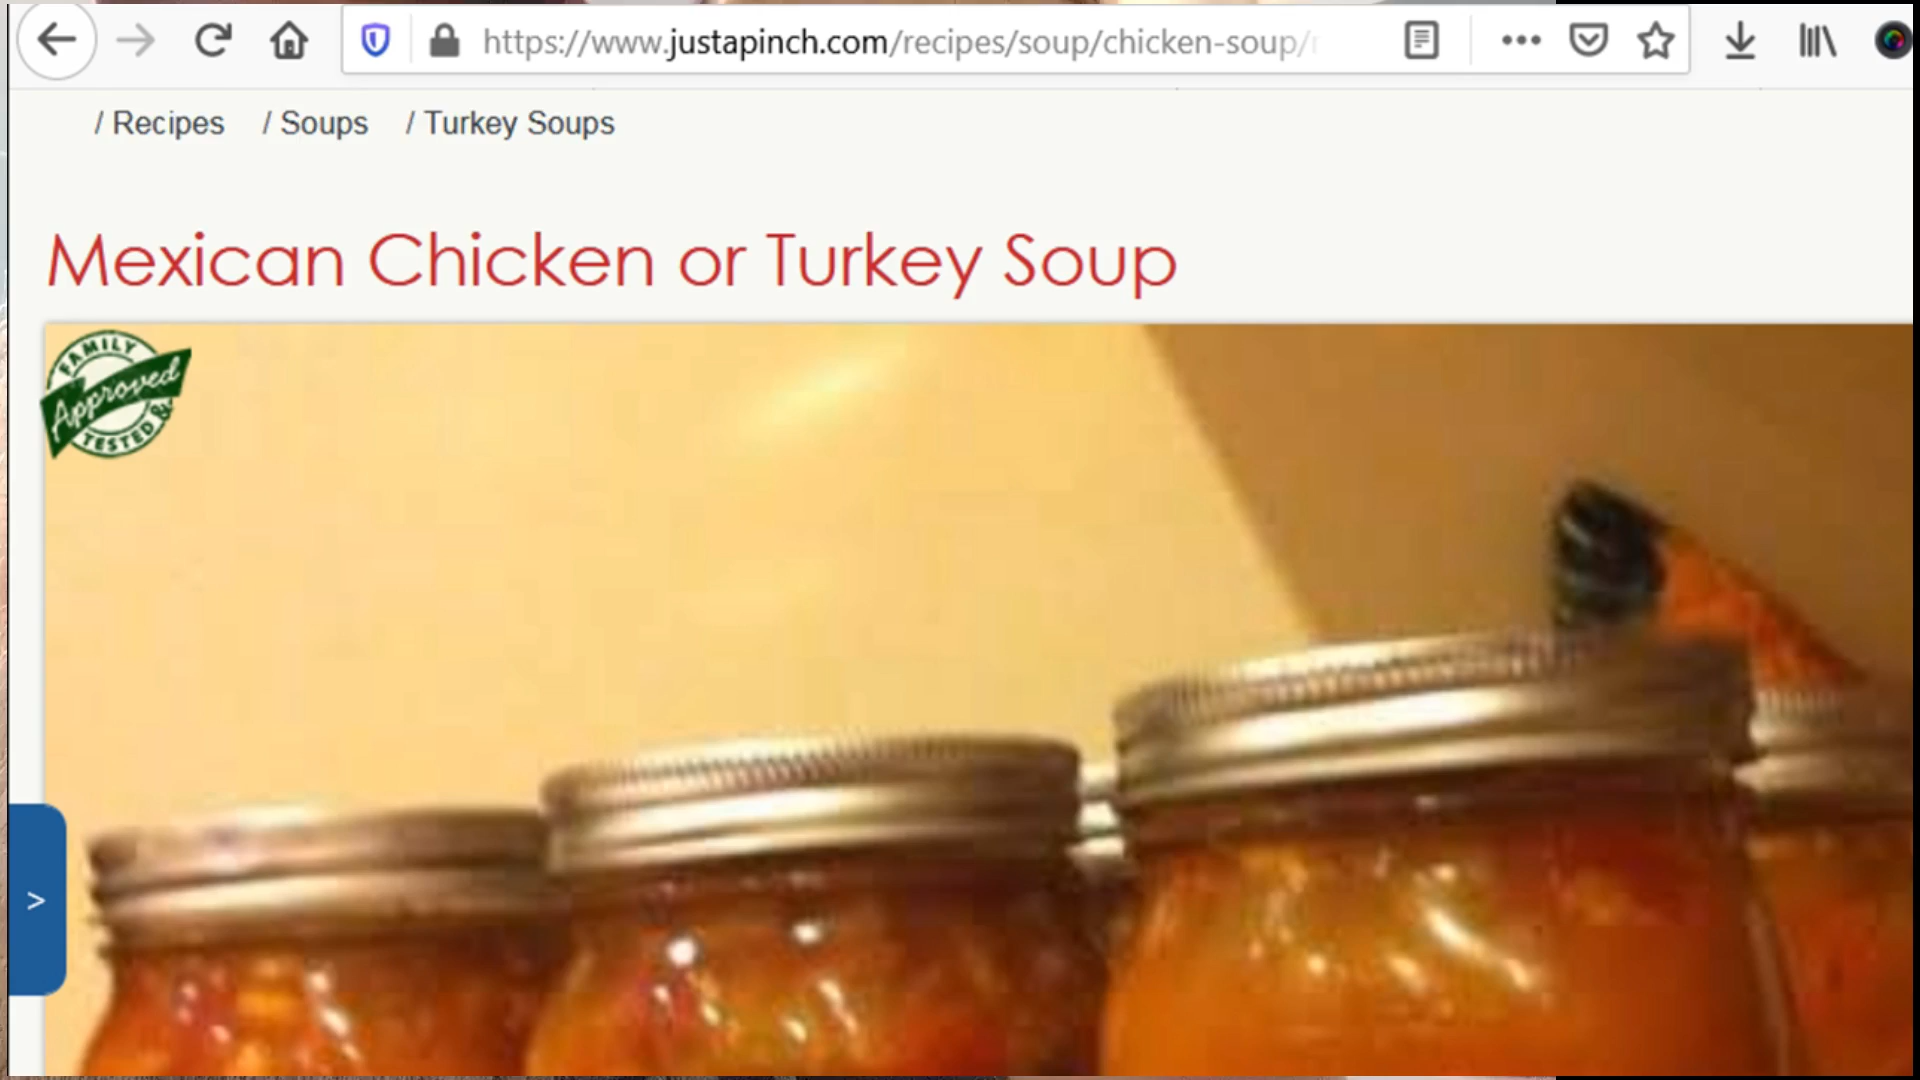 https://www.justapinch.com/recipes/soup/chicken-soup/
/ Recipes / Soups / Turkey Soups
Mexican Chicken or Turkey Soup
FAMILY
Approved
TESTED &
>